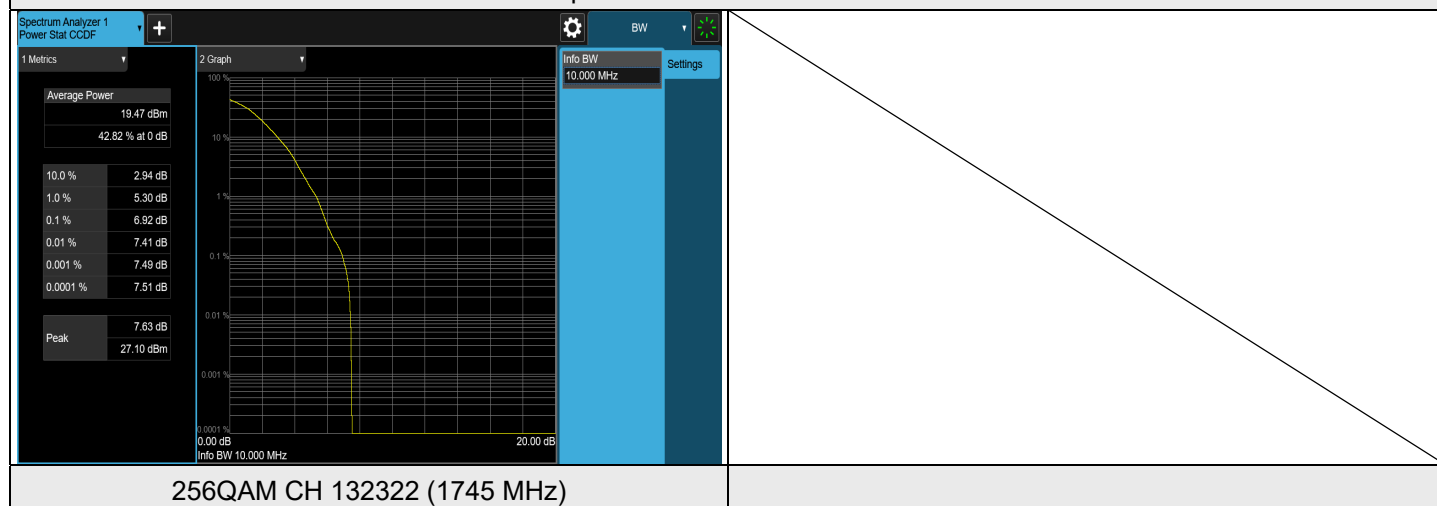 Spectrum Analyzer 1
Power Stat CCDF
BW
1 Metrics
2 Graph
Info BW
10.000 MHz
Settings
Average Power
19.47 dBm
42.82 % at 0 dB
10.0 % 2.94 dB
1.0 % 5.30 dB
0.1 % 6.92 dB
0.01 % 7.41 dB
0.001 % 7.49 dB
0.0001 % 7.51 dB
Peak
7.63 dB
27.10 dBm
100 %
10 %
1 %
0.1 %
0.01 %
0.001 %
0.0001 %
0.00 dB 20.00 dB
Info BW 10.000 MHz
256QAM CH 132322 (1745 MHz)